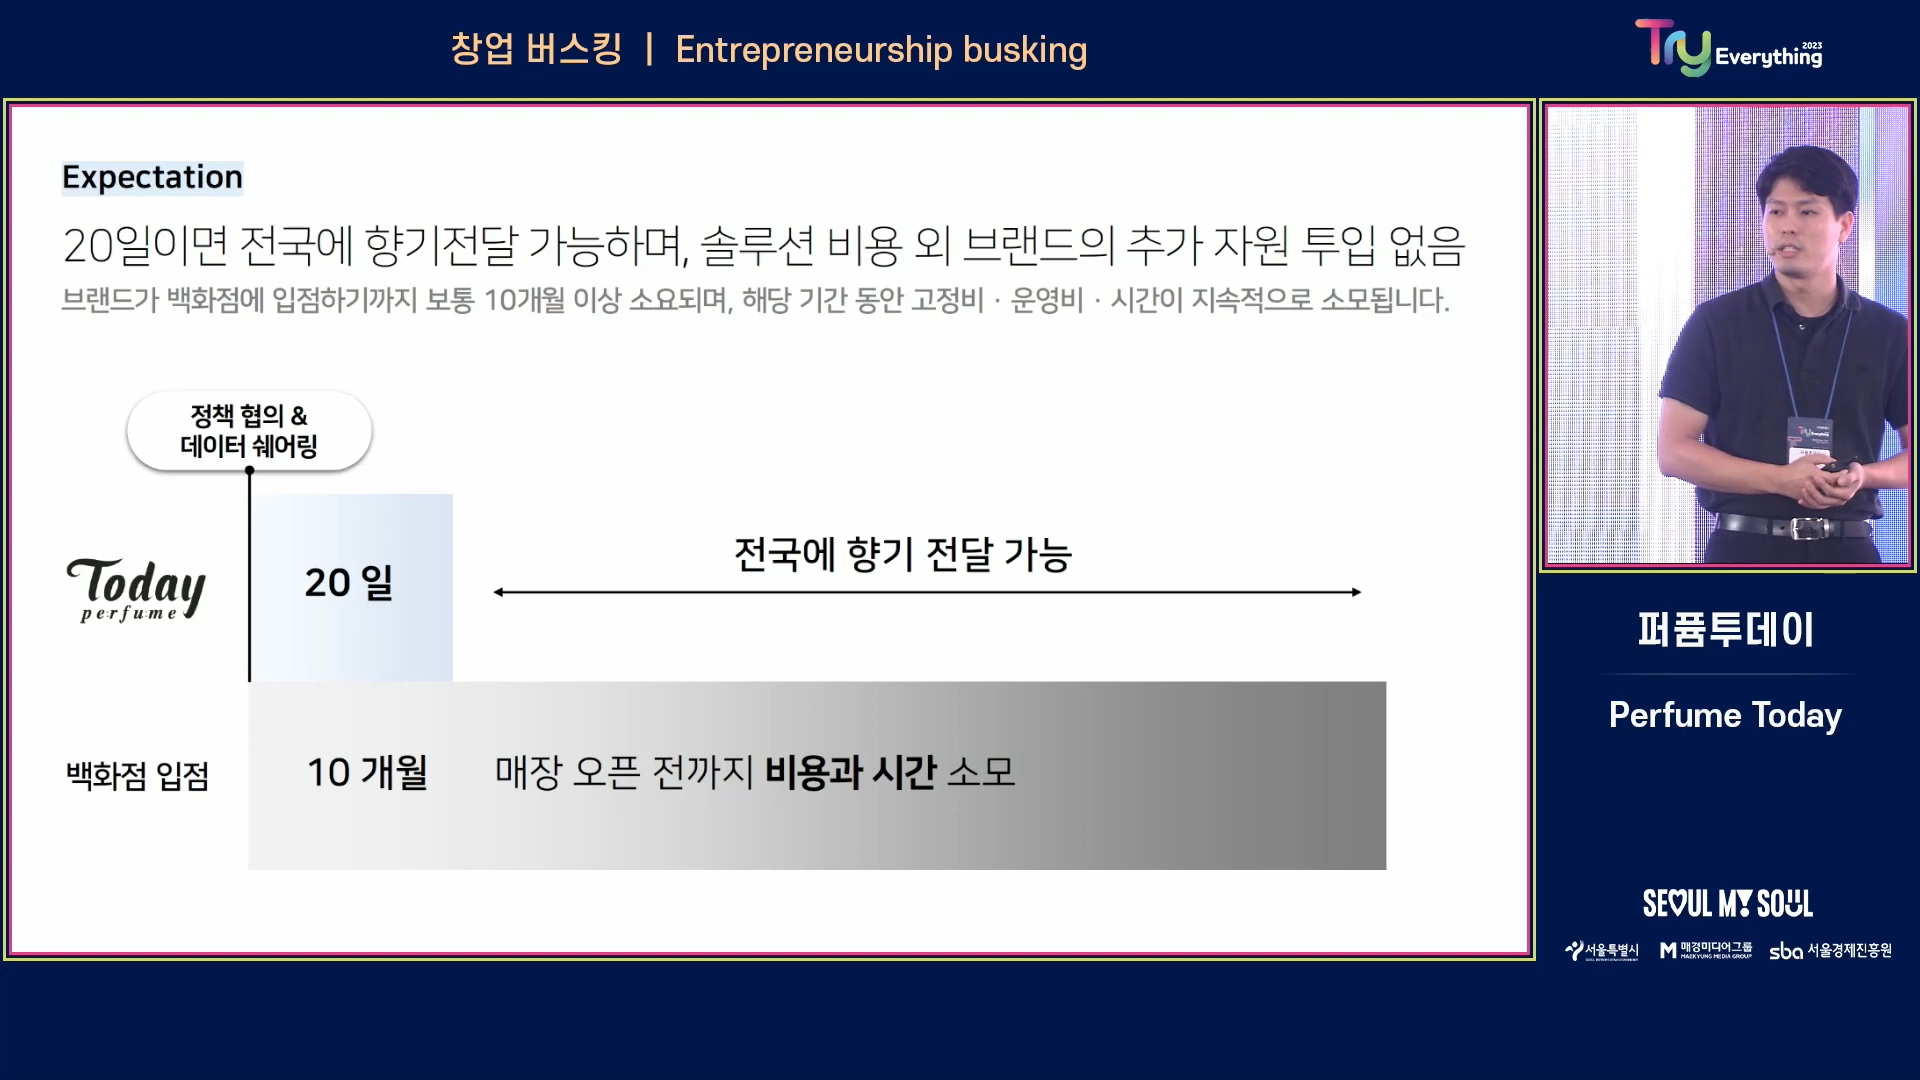 창업 버스킹 | Entrepreneurship busking
Try Everything 2023
Expectation
20일이면 전국에 향기전달 가능하며, 솔루션 비용 외 브랜드의 추가 자원 투입 없음
브랜드가 백화점에 입점하기까지 보통 10개월 이상 소요되며, 해당 기간 동안 고정비 · 운영비 · 시간이 지속적으로 소모됩니다.
정책 협의 &
데이터 쉐어링
Today
perfume
20 일
전국에 향기 전달 가능
백화점 입점
10 개월
매장 오픈 전까지 비용과 시간 소모
퍼퓸투데이
Perfume Today
SEOUL MY SOUL
서울특별시
매경미디어그룹
MAEKYUNG MEDIA GROUP
sba 서울경제진흥원